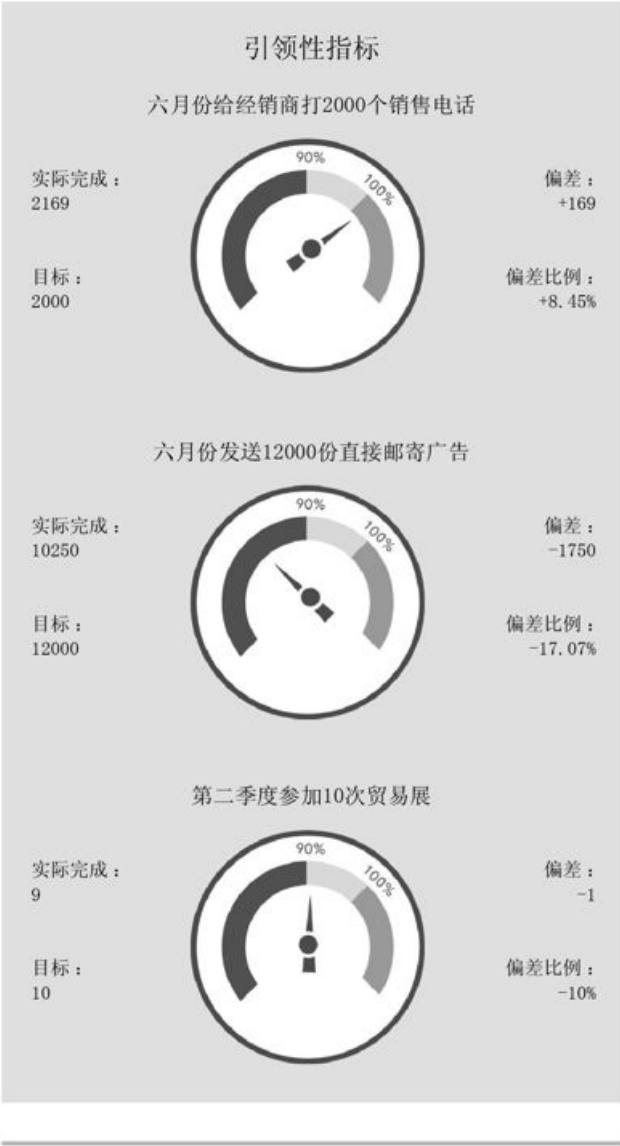 引领性指标
六月份给经销商打2000个销售电话
90%
100%
实际完成：
2169
偏差：
+169
目标：
2000
偏差比例：
+8.45%
六月份发送12000份直接邮寄广告
90%
100%
实际完成：
10250
偏差：
-1750
目标：
12000
偏差比例：
-17.07%
第二季度参加10次贸易展
90%
100%
实际完成：
9
偏差：
-1
目标：
10
偏差比例：
-10%